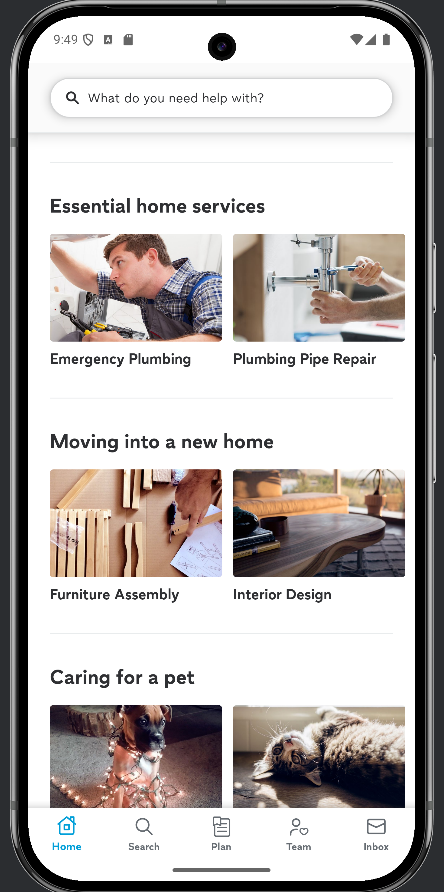 9:49
What do you need help with?
Essential home services
Emergency Plumbing
Plumbing Pipe Repair
Moving into a new home
Furniture Assembly
Interior Design
Caring for a pet
Home
Search
Plan
Team
Inbox